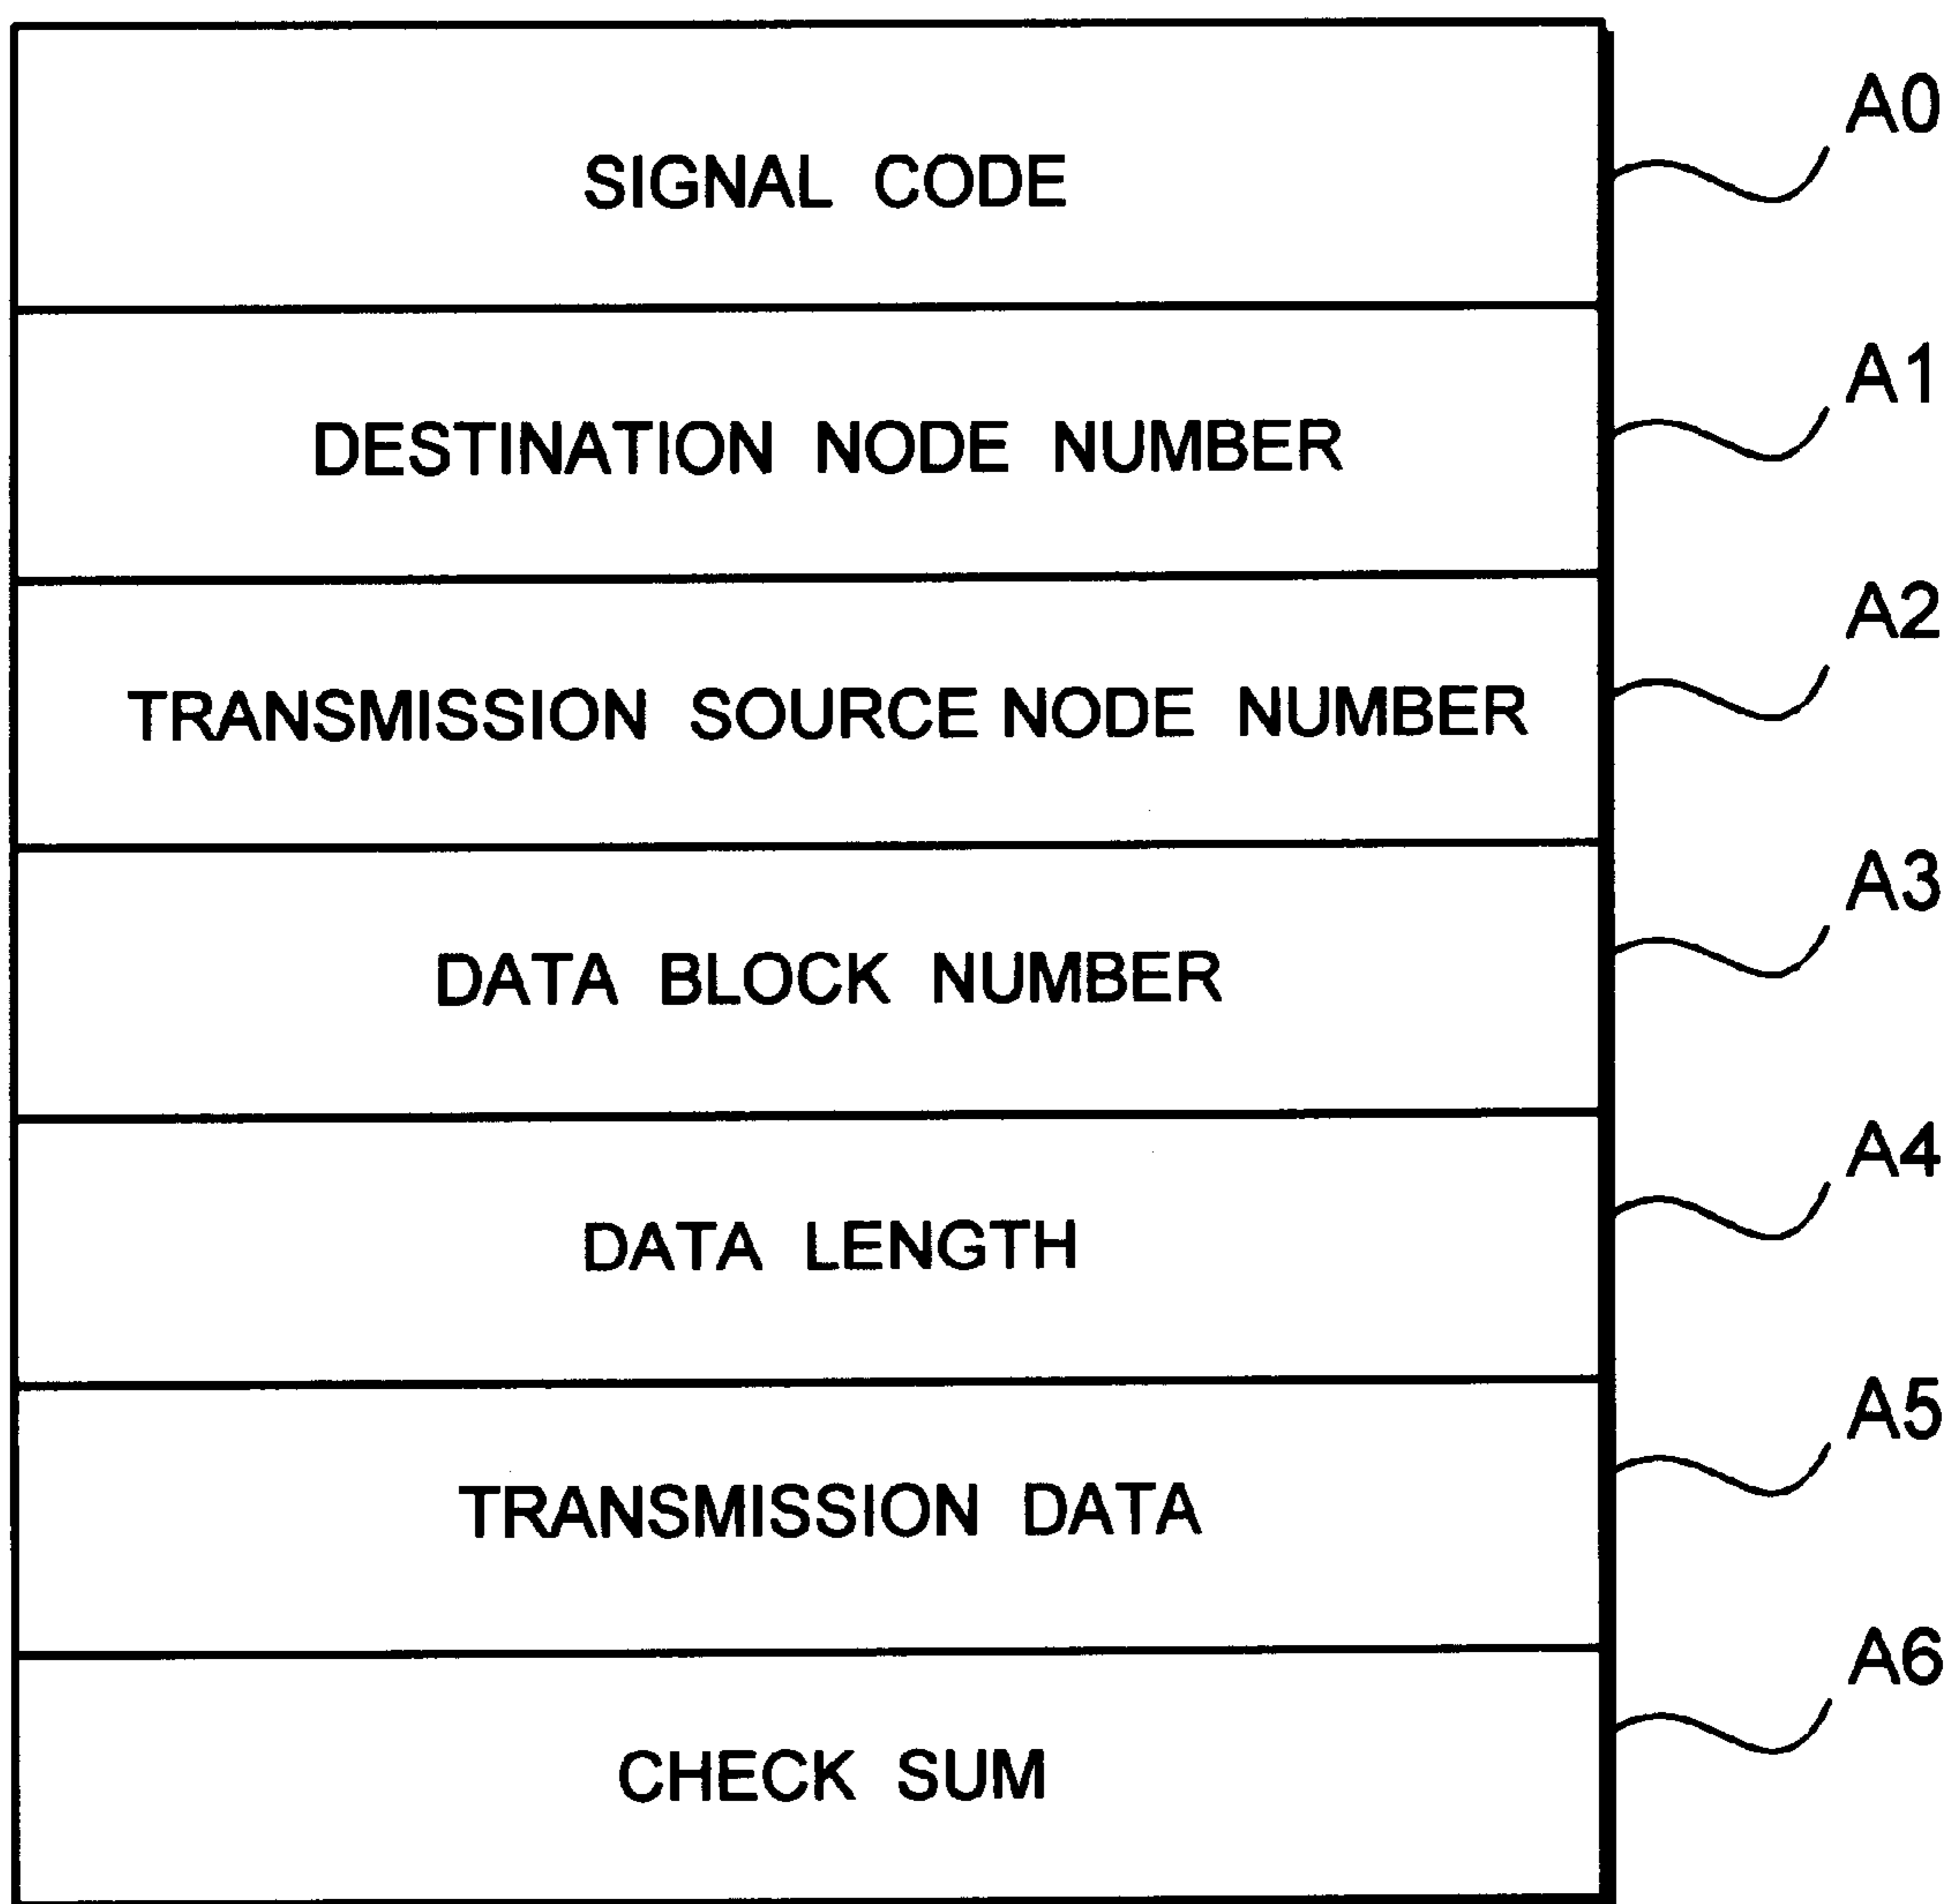 A0
SIGNAL CODE
A1
DESTINATION NODE NUMBER
A2
TRANSMISSION SOURCE NODE NUMBER
A3
DATA BLOCK NUMBER
A4
DATA LENGTH
A5
TRANSMISSION DATA
A6
CHECK SUM